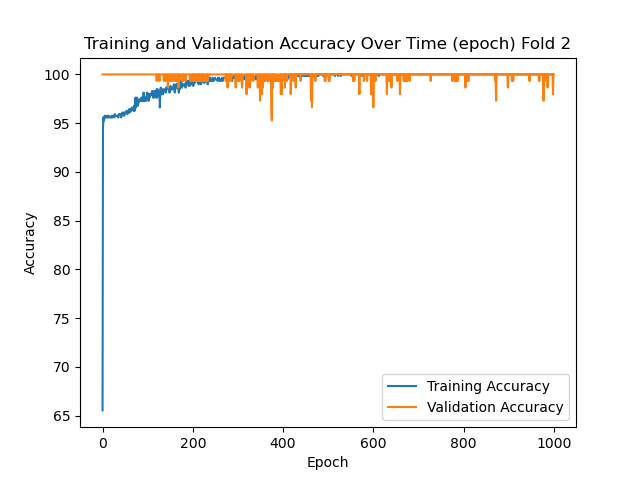 Training and Validation Accuracy Over Time (epoch) Fold 2
100
95
90
85
80
75
70
65
Accuracy
0
200
400
600
800
1000
Epoch
Training Accuracy
Validation Accuracy